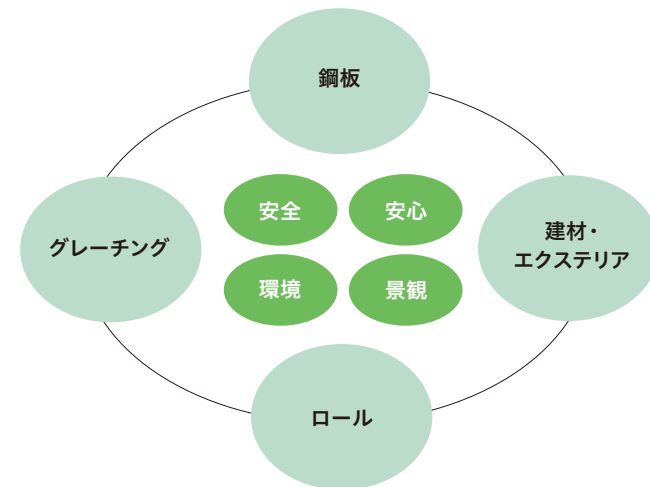 鋼板
安全
安心
グレーチング
建材・
エクステリア
環境
景観
ロール